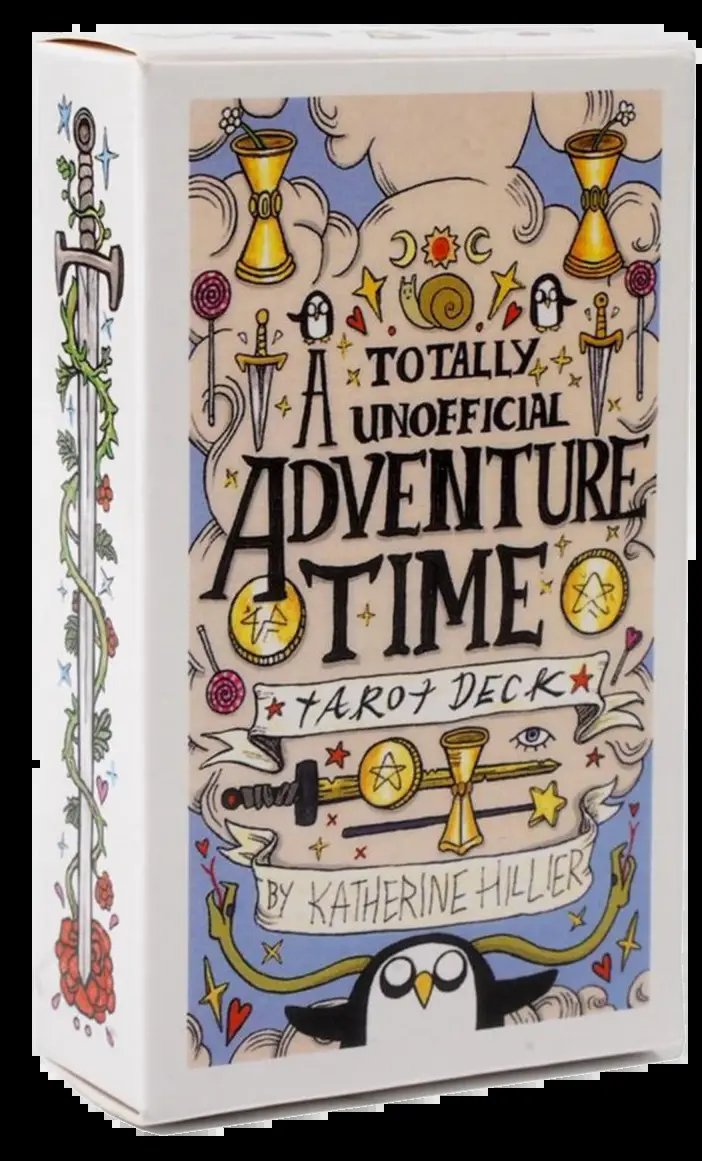 A TOTALLY
UNOFFICIAL
ADVENTURE
TIME
TAROT DECK
BY KATHERINE HILLIER